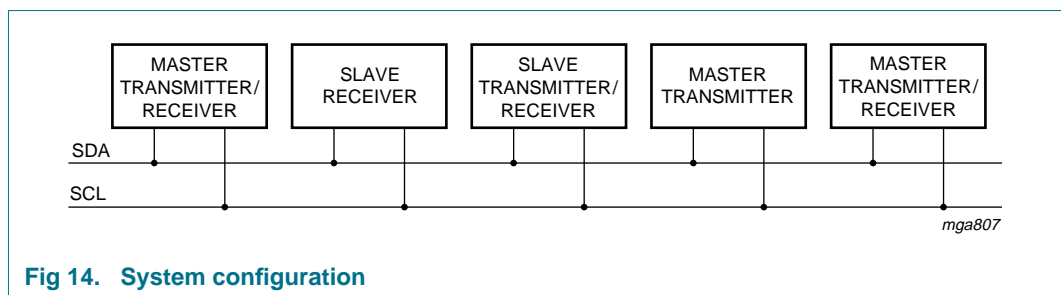 MASTER
TRANSMITTER/
RECEIVER
SLAVE
RECEIVER
SLAVE
TRANSMITTER/
RECEIVER
MASTER
TRANSMITTER
MASTER
TRANSMITTER/
RECEIVER
SDA
SCL
mga807
Fig 14. System configuration